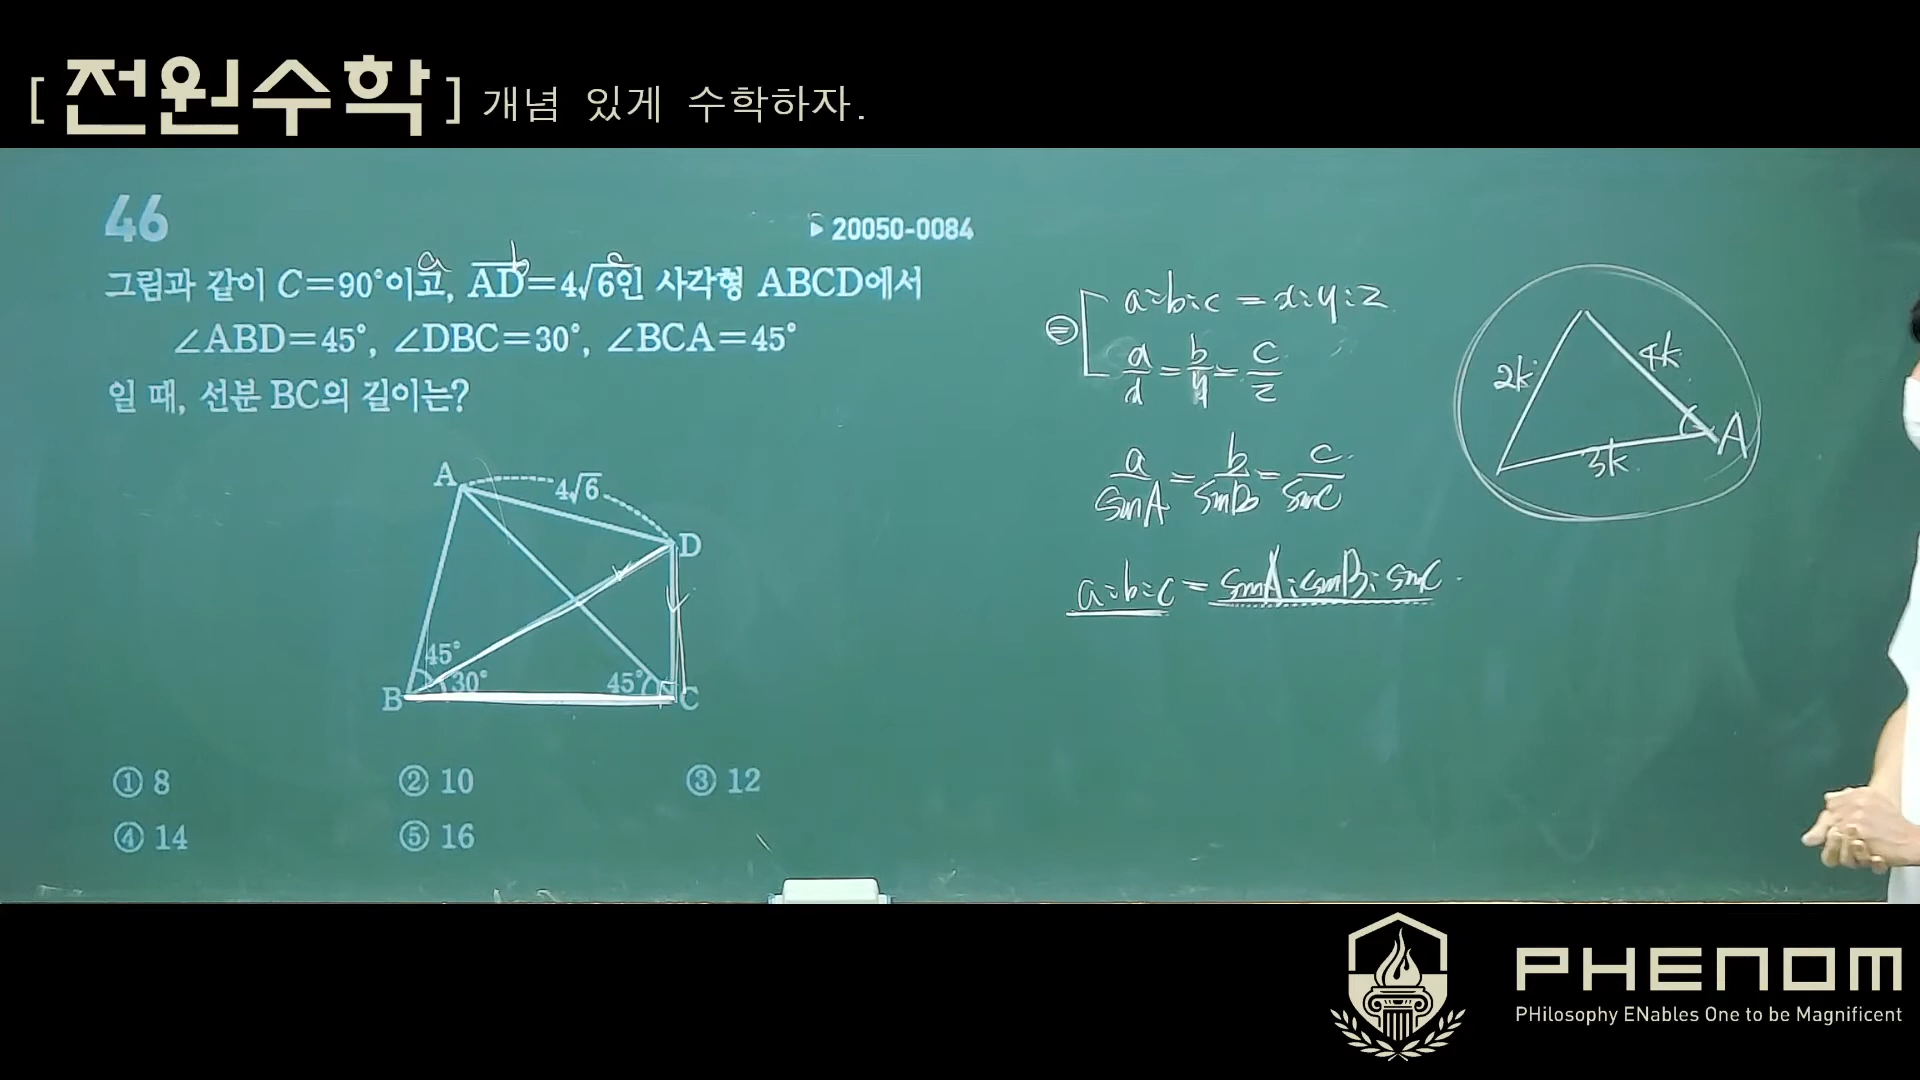 [전원수학] 개념 있게 수학하자.
46
▶ 20050-0084
a b c
그림과 같이 C=90°이고, AD=4√6인 사각형 ABCD에서
∠ABD=45°, ∠DBC=30°, ∠BCA=45°
일 때, 선분 BC의 길이는?
A 4√6 D
45° 30° 45°
B C
① 8 ② 10 ③ 12
④ 14 ⑤ 16
a:b:c = x:y:z
⊜ a/x = b/y = c/z
a/sinA = b/sinB = c/sinC
a:b:c = sinA:sinB:sinC
2k 4k
3k A
PHENOM
PHilosophy ENables One to be Magnificent